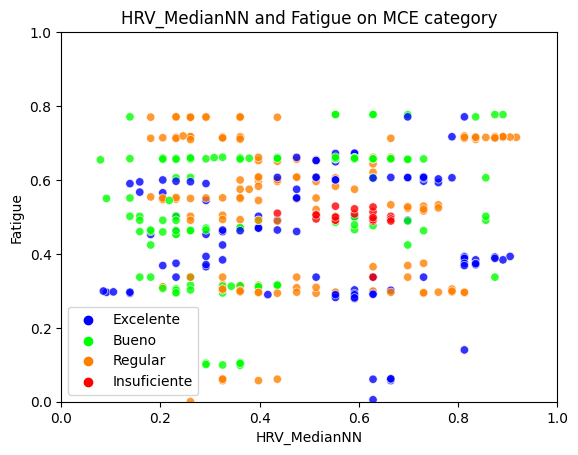 HRV_MedianNN and Fatigue on MCE category
1.0
0.8
0.6
Fatigue
0.4
0.2
0.0
Excelente
Bueno
Regular
Insuficiente
0.0 0.2 0.4 0.6 0.8 1.0
HRV_MedianNN